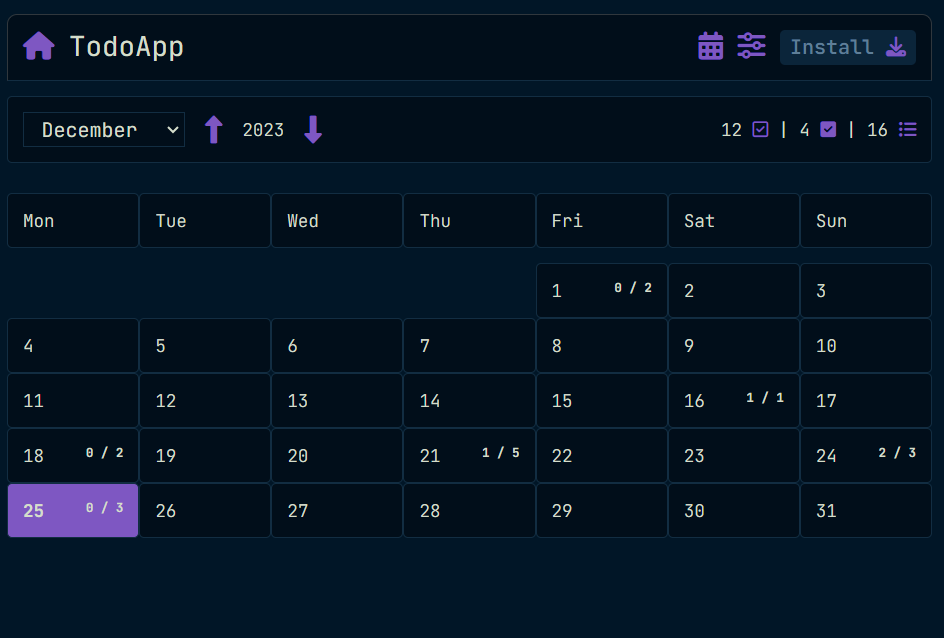 TodoApp Install
December 2023 12 | 4 | 16
Mon Tue Wed Thu Fri Sat Sun
1 0 / 2 2 3
4 5 6 7 8 9 10
11 12 13 14 15 16 1 / 1 17
18 0 / 2 19 20 21 1 / 5 22 23 24 2 / 3
25 0 / 3 26 27 28 29 30 31